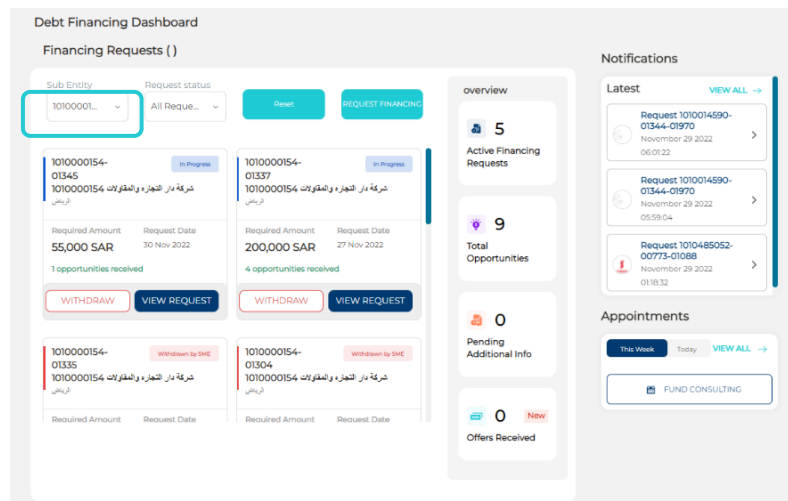 Debt Financing Dashboard
Financing Requests ( )
Sub Entity
Request status
10100001...
All Reque...
Reset
REQUEST FINANCING
1010000154-
01345
In Progress
شركة دار التجاره والمقاولات 1010000154
الرياض
Required Amount
Request Date
55,000 SAR
30 Nov 2022
1 opportunities received
WITHDRAW
VIEW REQUEST
1010000154-
01337
In Progress
شركة دار التجاره والمقاولات 1010000154
الرياض
Required Amount
Request Date
200,000 SAR
27 Nov 2022
4 opportunities received
WITHDRAW
VIEW REQUEST
1010000154-
01335
Withdrawn by SME
شركة دار التجاره والمقاولات 1010000154
الرياض
Required Amount
Request Date
1010000154-
01304
Withdrawn by SME
شركة دار التجاره والمقاولات 1010000154
الرياض
Required Amount
Request Date
overview
5
Active Financing
Requests
9
Total
Opportunities
0
Pending
Additional Info
0
New
Offers Received
Notifications
Latest
VIEW ALL →
Request 1010014590-
01344-01970
November 29 2022
06:01:22
Request 1010014590-
01344-01970
November 29 2022
05:59:04
Request 1010485052-
00773-01088
November 29 2022
01:18:32
Appointments
This Week
Today
VIEW ALL →
FUND CONSULTING